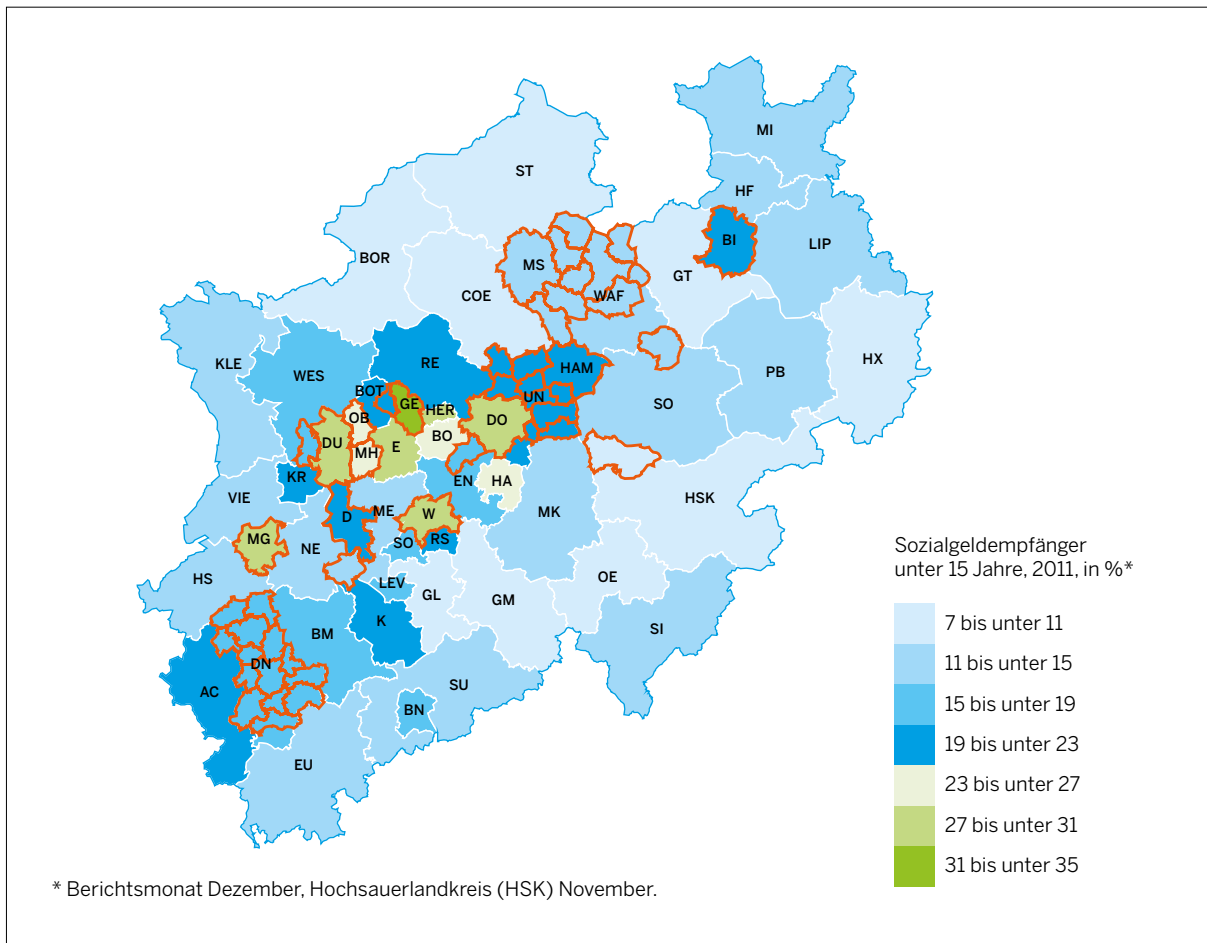 MI
ST
HF
BI
LIP
BOR
MS
GT
COE
WAF
HX
KLE
RE
WES
HAM
PB
BOT
UN
GE
HER
SO
OB
DO
DU
BO
E
MH
KR
EN
HA
VIE
HSK
ME
W
MK
D
MG
SO
RS
NE
HS
LEV
OE
GL
GM
K
BM
SI
DN
AC
SU
BN
EU
Sozialgeldempfänger
unter 15 Jahre, 2011, in %*
7 bis unter 11
11 bis unter 15
15 bis unter 19
19 bis unter 23
23 bis unter 27
27 bis unter 31
31 bis unter 35
* Berichtsmonat Dezember, Hochsauerlandkreis (HSK) November.